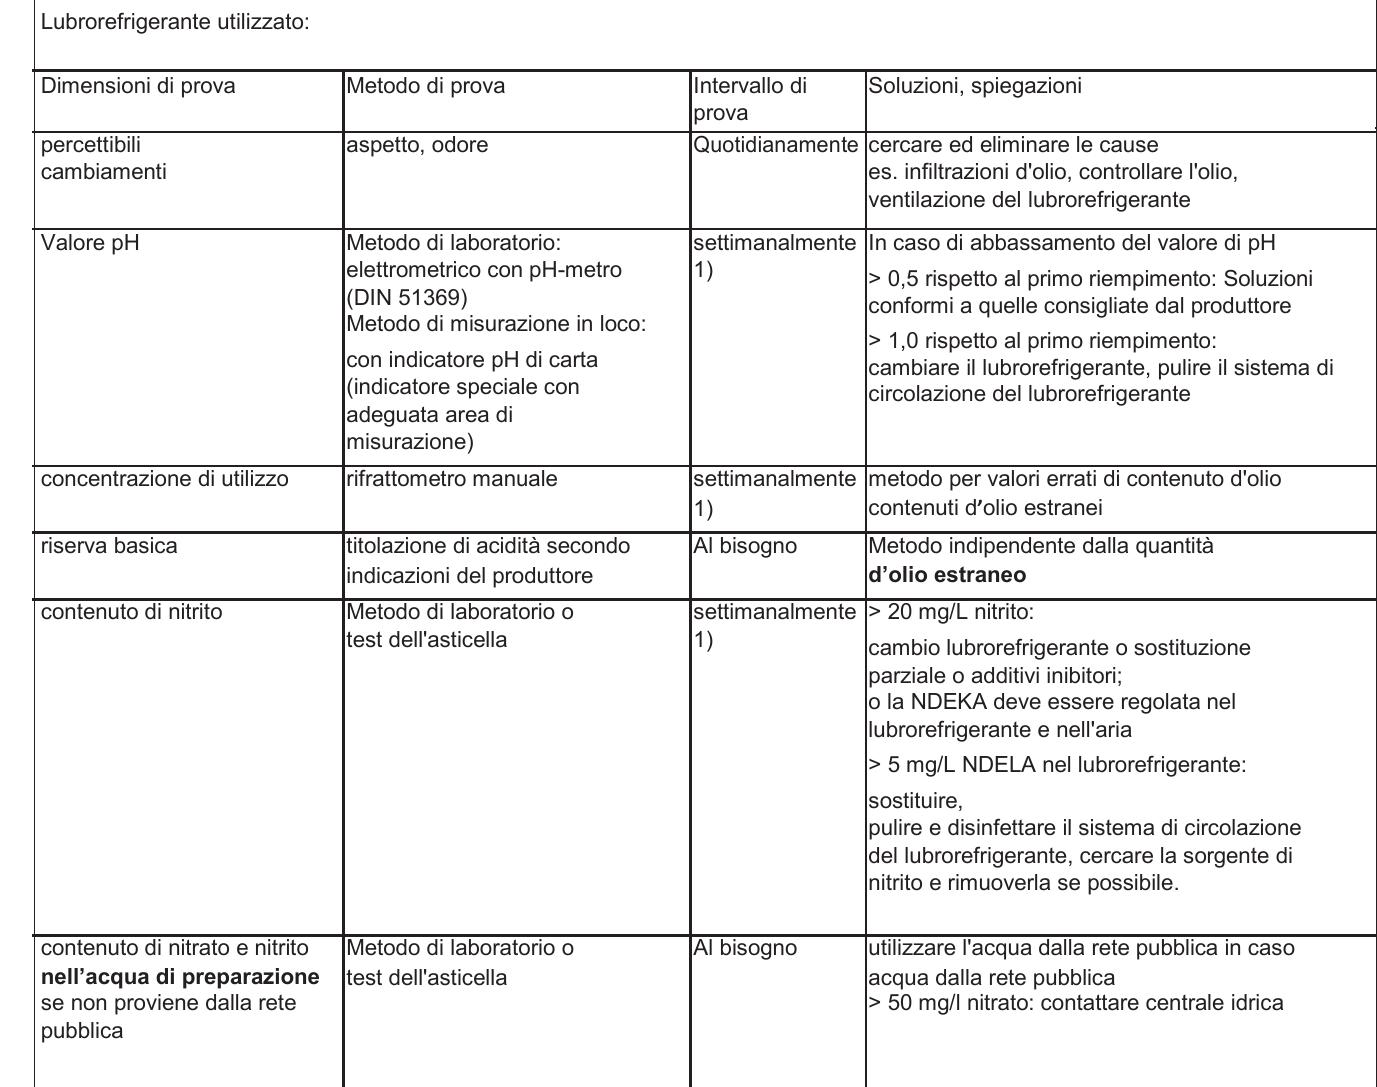 Lubrorefrigerante utilizzato:
Dimensioni di prova
Metodo di prova
Intervallo di
prova
Soluzioni, spiegazioni
percettibili
cambiamenti
aspetto, odore
Quotidianamente
cercare ed eliminare le cause
es. infiltrazioni d'olio, controllare l'olio,
ventilazione del lubrorefrigerante
Valore pH
Metodo di laboratorio:
elettrometrico con pH-metro
(DIN 51369)
Metodo di misurazione in loco:
con indicatore pH di carta
(indicatore speciale con
adeguata area di
misurazione)
settimanalmente
1)
In caso di abbassamento del valore di pH
> 0,5 rispetto al primo riempimento: Soluzioni
conformi a quelle consigliate dal produttore
> 1,0 rispetto al primo riempimento:
cambiare il lubrorefrigerante, pulire il sistema di
circolazione del lubrorefrigerante
concentrazione di utilizzo
rifrattometro manuale
settimanalmente
1)
metodo per valori errati di contenuto d'olio
contenuti d'olio estranei
riserva basica
titolazione di acidità secondo
indicazioni del produttore
Al bisogno
Metodo indipendente dalla quantità
d’olio estraneo
contenuto di nitrito
Metodo di laboratorio o
test dell'asticella
settimanalmente
1)
> 20 mg/L nitrito:
cambio lubrorefrigerante o sostituzione
parziale o additivi inibitori;
o la NDEKA deve essere regolata nel
lubrorefrigerante e nell'aria
> 5 mg/L NDELA nel lubrorefrigerante:
sostituire,
pulire e disinfettare il sistema di circolazione
del lubrorefrigerante, cercare la sorgente di
nitrito e rimuoverla se possibile.
contenuto di nitrato e nitrito
nell’acqua di preparazione
se non proviene dalla rete
pubblica
Metodo di laboratorio o
test dell'asticella
Al bisogno
utilizzare l'acqua dalla rete pubblica in caso
acqua dalla rete pubblica
> 50 mg/l nitrato: contattare centrale idrica